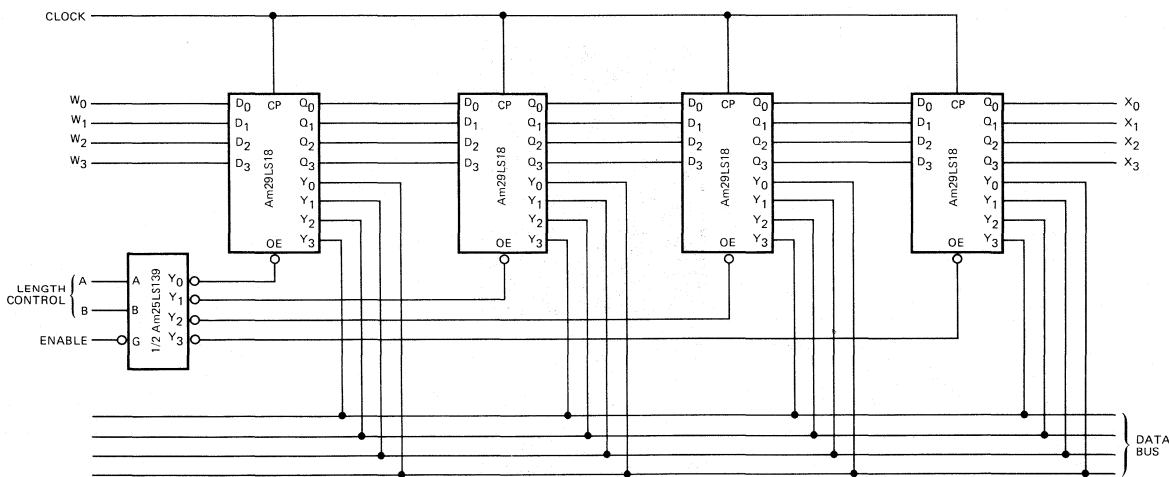 CLOCK
W0
W1
W2
W3
D0 CP Q0
D1 Q1
D2 Q2
D3 Q3
Y0
Y1
Y2
OE Y3
Am29LS18
D0 CP Q0
D1 Q1
D2 Q2
D3 Q3
Y0
Y1
Y2
OE Y3
Am29LS18
D0 CP Q0
D1 Q1
D2 Q2
D3 Q3
Y0
Y1
Y2
OE Y3
Am29LS18
D0 CP Q0
D1 Q1
D2 Q2
D3 Q3
Y0
Y1
Y2
OE Y3
Am29LS18
X0
X1
X2
X3
LENGTH
CONTROL
A
B
ENABLE
A Y0
Y1
B Y2
G Y3
1/2 Am25LS139
DATA
BUS